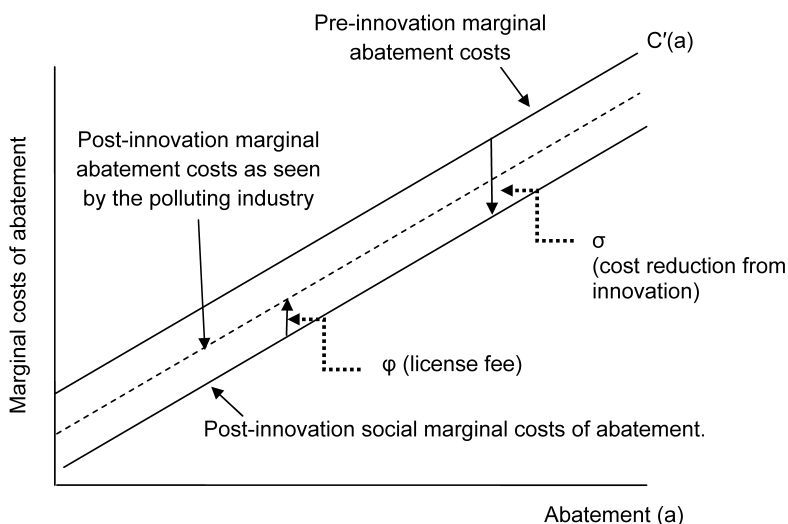 Pre-innovation marginal
abatement costs
C′(a)
Post-innovation marginal
abatement costs as seen
by the polluting industry
Marginal costs of abatement
σ
(cost reduction from
innovation)
φ (license fee)
Post-innovation social marginal costs of abatement.
Abatement (a)